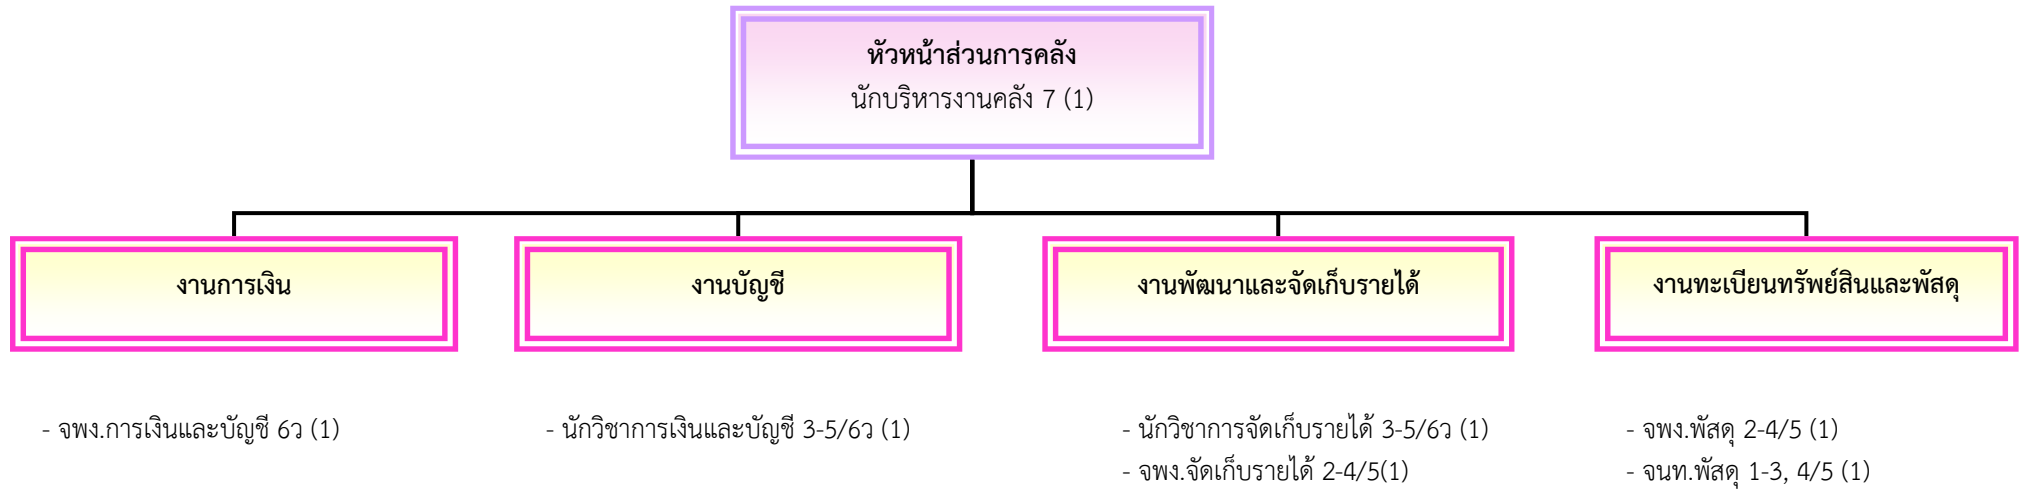 หัวหน้าส่วนการคลัง
นักบริหารงานคลัง 7 (1)
งานการเงิน
งานบัญชี
งานพัฒนาและจัดเก็บรายได้
งานทะเบียนทรัพย์สินและพัสดุ
- จพง.การเงินและบัญชี 6ว (1)
- นักวิชาการเงินและบัญชี 3-5/6ว (1)
- นักวิชาการจัดเก็บรายได้ 3-5/6ว (1)
- จพง.จัดเก็บรายได้ 2-4/5(1)
- จพง.พัสดุ 2-4/5 (1)
- จนท.พัสดุ 1-3, 4/5 (1)